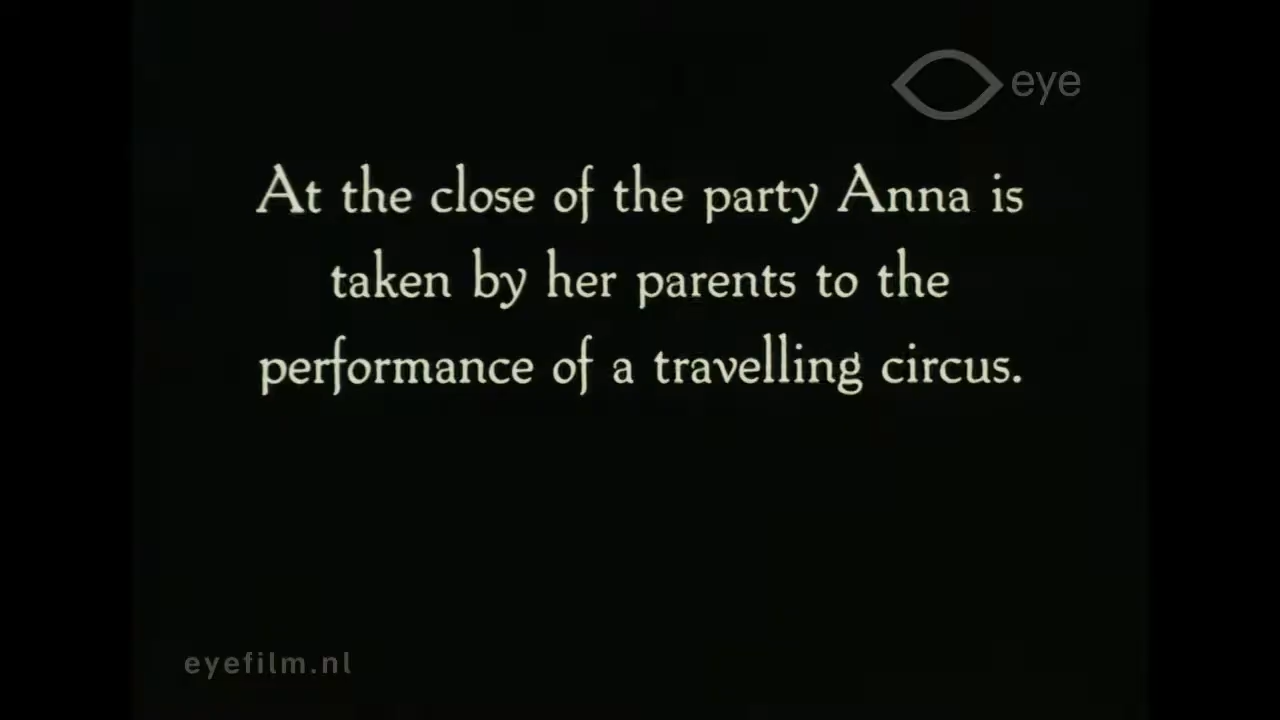 eye
At the close of the party Anna is
taken by her parents to the
performance of a travelling circus.
eyefilm.nl